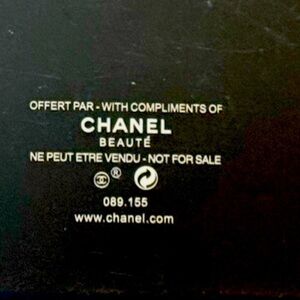 OFFERT PAR - WITH COMPLIMENTS OF
CHANEL
BEAUTÉ
NE PEUT ETRE VENDU - NOT FOR SALE
®
089.155
www.chanel.com